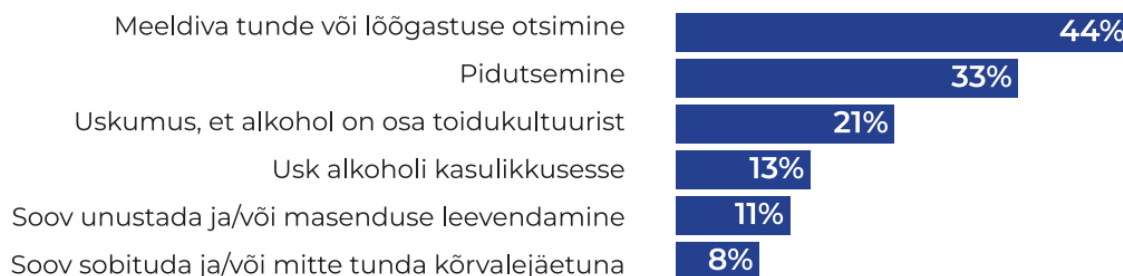 Meeldiva tunde või lõõgastuse otsimine 44%
Pidutsemine 33%
Uskumus, et alkohol on osa toidukultuurist 21%
Usk alkoholi kasulikkusesse 13%
Soov unustada ja/või masenduse leevendamine 11%
Soov sobituda ja/või mitte tunda kõrvalejäetuna 8%